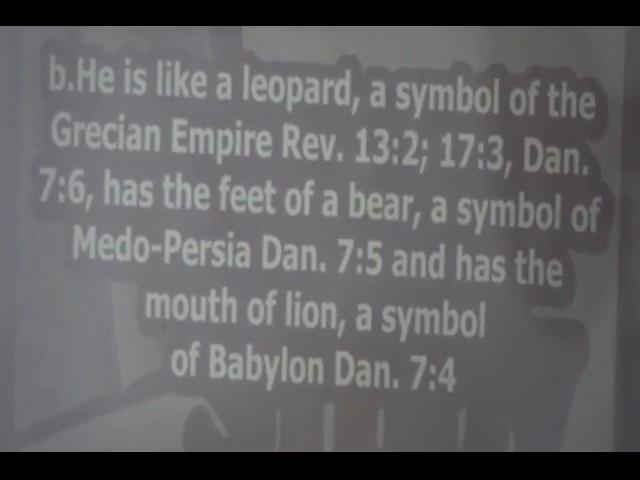 b.He is like a leopard, a symbol of the
Grecian Empire Rev. 13:2; 17:3, Dan.
7:6, has the feet of a bear, a symbol of
Medo-Persia Dan. 7:5 and has the
mouth of lion, a symbol
of Babylon Dan. 7:4